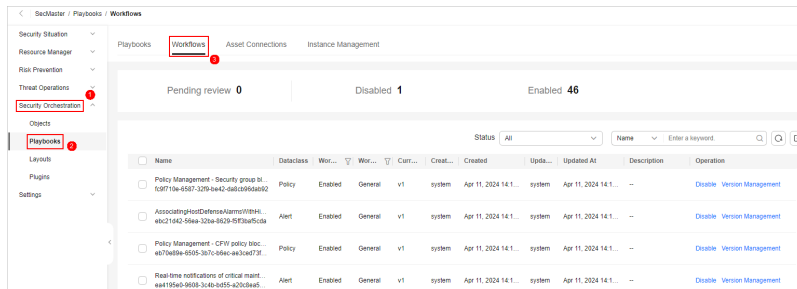 SecMaster / Playbooks / Workflows
Security Situation
Resource Manager
Risk Prevention
Threat Operations
1
Security Orchestration
Objects
Playbooks
2
Layouts
Plugins
Settings
Playbooks Workflows Asset Connections Instance Management
3
Pending review 0 Disabled 1 Enabled 46
Status All Name Enter a keyword.
Name Dataclass Wor... Wor... Curr... Creat... Created Upda... Updated At Description Operation
Policy Management - Security group bl...
fc9f710e-6587-32f9-be42-da8cb96dab92
Policy Enabled General v1 system Apr 11, 2024 14:1... system Apr 11, 2024 14:1... -- Disable Version Management
AssociatingHostDefenseAlarmsWithHi...
ebc21d42-56ea-32ba-8629-f5ff3baf5cda
Alert Enabled General v1 system Apr 11, 2024 14:1... system Apr 11, 2024 14:1... -- Disable Version Management
Policy Management - CFW policy bloc...
eb70e89e-6505-3b7c-b6ec-ae3ced73f...
Policy Enabled General v1 system Apr 11, 2024 14:1... system Apr 11, 2024 14:1... -- Disable Version Management
Real-time notifications of critical maint...
ea4195e0-9608-3c4b-bd55-a20c8ea5...
Alert Enabled General v1 system Apr 11, 2024 14:1... system Apr 11, 2024 14:1... -- Disable Version Management